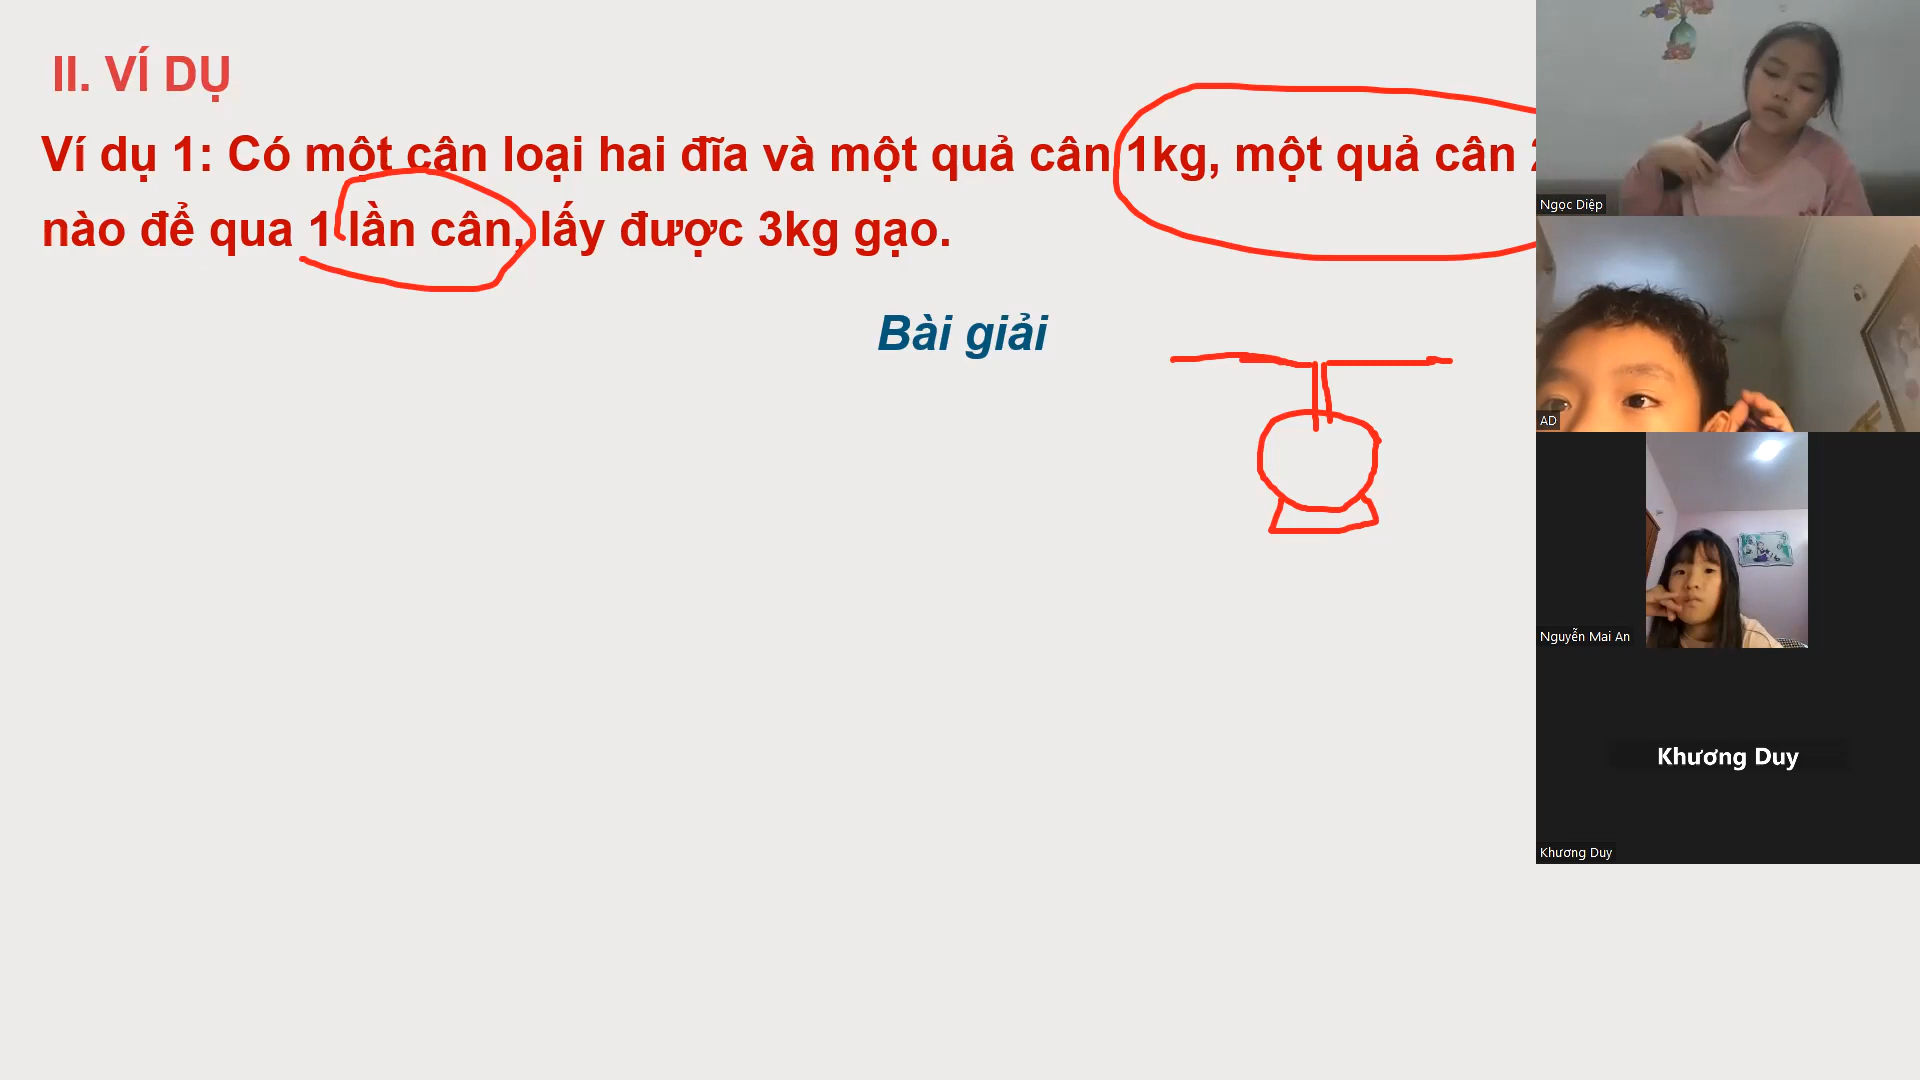 II. VÍ DỤ
Ví dụ 1: Có một cân loại hai đĩa và một quả cân 1kg, một quả cân
nào để qua 1 lần cân, lấy được 3kg gạo.
Bài giải
Ngọc Diệp
AD
Nguyễn Mai An
Khương Duy
Khương Duy